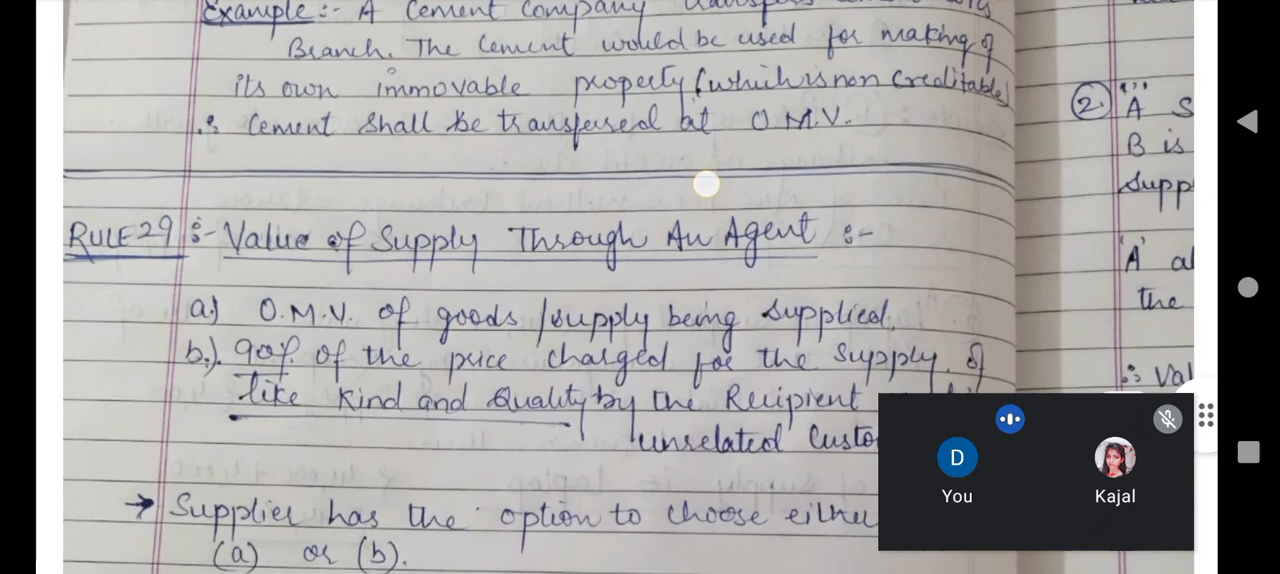 Example :- A Cement Company
Branch. The Cement would be used for making of
its own immovable property (which is non Creditable)
∴ Cement shall be transferred at O.M.V.
RULE 29 :- Value of Supply Through An Agent :-
a.) O.M.V. of goods /supply being supplied.
b.). 90% of the price charged for the supply of
like kind and Quality by the Recipient
unrelated Custo
→ Supplier has the option to choose either
(a) or (b).
② "A S
B is
Supp
'A' al
the
∴ Val
D
You
Kajal